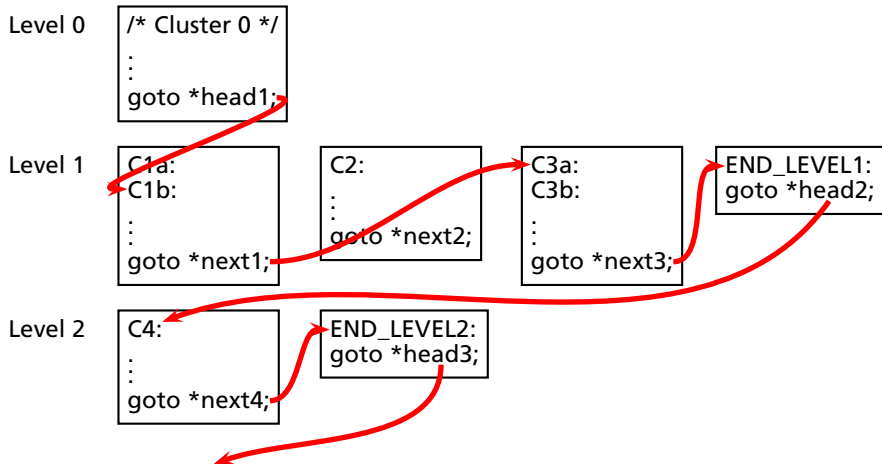 Level 0
/* Cluster 0 */
.
:
goto *head1;
Level 1
C1a:
C1b:
.
:
goto *next1;
C2:
.
:
goto *next2;
C3a:
C3b:
.
:
goto *next3;
END_LEVEL1:
goto *head2;
Level 2
C4:
.
:
goto *next4;
END_LEVEL2:
goto *head3;